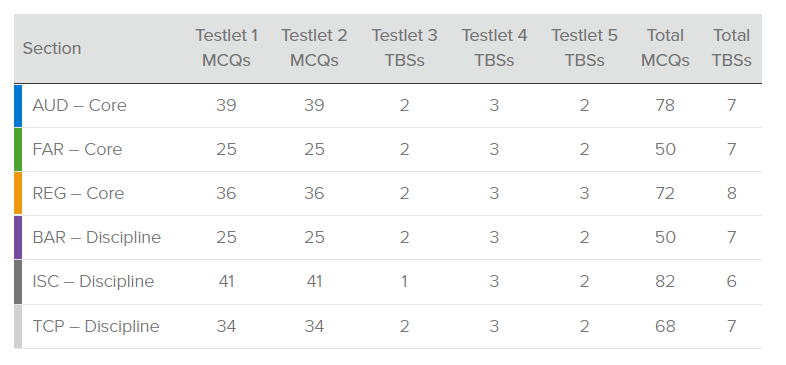 Section Testlet 1 MCQs Testlet 2 MCQs Testlet 3 TBSs Testlet 4 TBSs Testlet 5 TBSs Total MCQs Total TBSs
AUD – Core 39 39 2 3 2 78 7
FAR – Core 25 25 2 3 2 50 7
REG – Core 36 36 2 3 3 72 8
BAR – Discipline 25 25 2 3 2 50 7
ISC – Discipline 41 41 1 3 2 82 6
TCP – Discipline 34 34 2 3 2 68 7